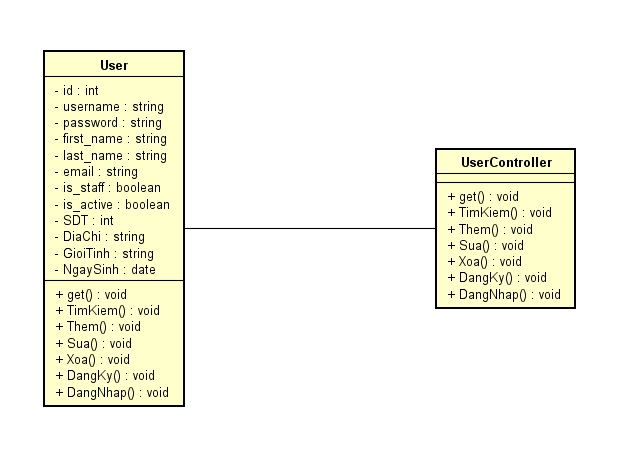 User
- id : int
- username : string
- password : string
- first_name : string
- last_name : string
- email : string
- is_staff : boolean
- is_active : boolean
- SDT : int
- DiaChi : string
- GioiTinh : string
- NgaySinh : date
+ get() : void
+ TimKiem() : void
+ Them() : void
+ Sua() : void
+ Xoa() : void
+ DangKy() : void
+ DangNhap() : void
UserController
+ get() : void
+ TimKiem() : void
+ Them() : void
+ Sua() : void
+ Xoa() : void
+ DangKy() : void
+ DangNhap() : void